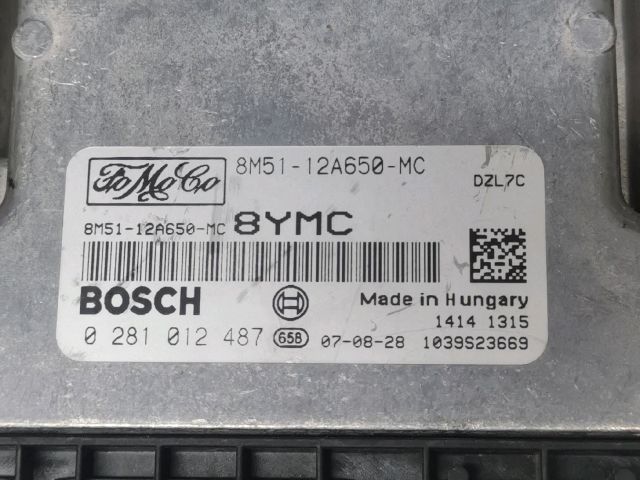 FoMoCo
8M51-12A650-MC
DZL7C
8M51-12A650-MC 8YMC
BOSCH
Made in Hungary
1414 1315
0 281 012 487 658 07-08-28 1039S23669